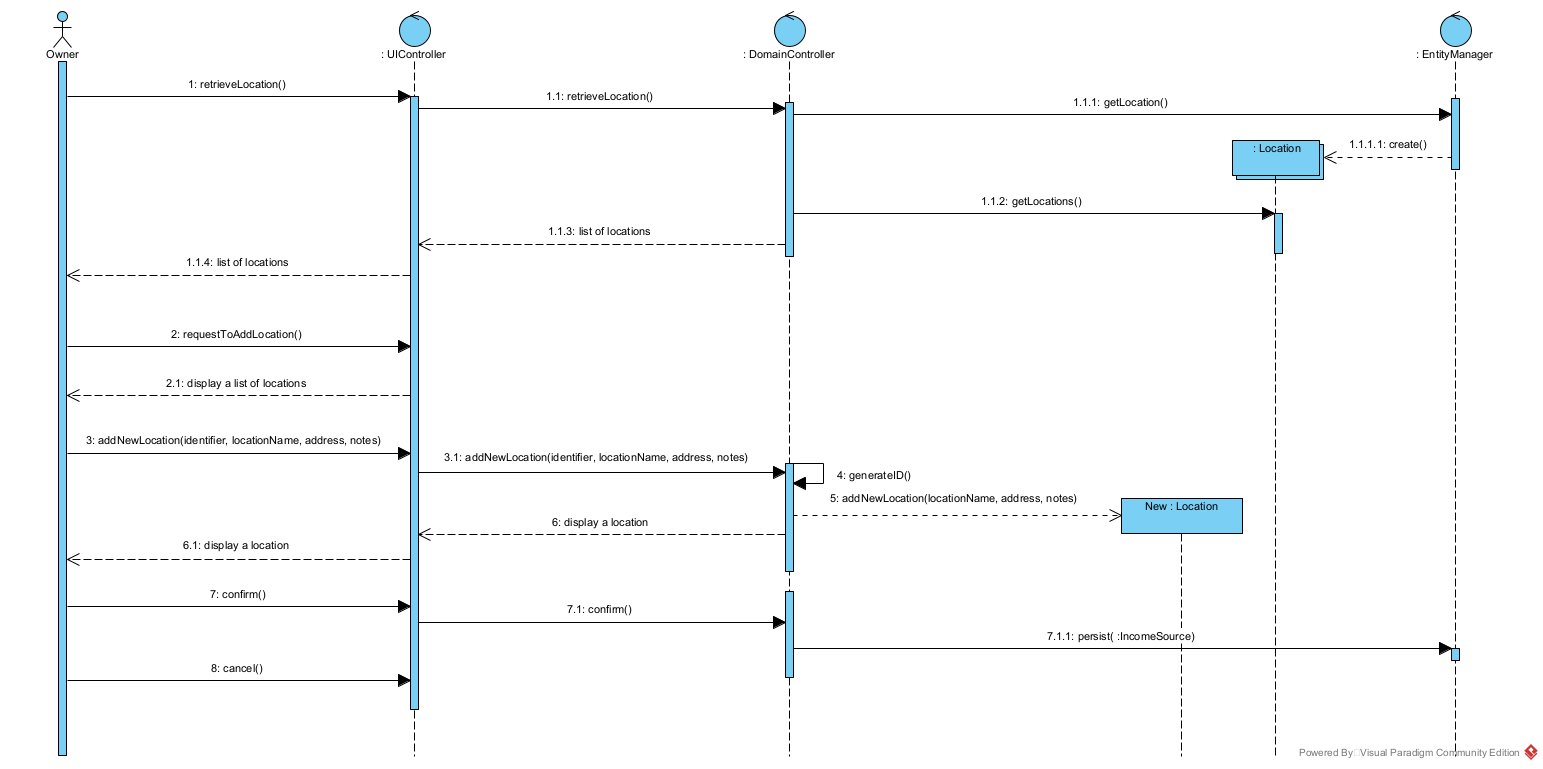 Owner
: UIController
: DomainController
: EntityManager
1: retrieveLocation()
1.1: retrieveLocation()
1.1.1: getLocation()
: Location
1.1.1.1: create()
1.1.2: getLocations()
1.1.3: list of locations
1.1.4: list of locations
2: requestToAddLocation()
2.1: display a list of locations
3: addNewLocation(identifier, locationName, address, notes)
3.1: addNewLocation(identifier, locationName, address, notes)
4: generateID()
5: addNewLocation(locationName, address, notes)
New : Location
6: display a location
6.1: display a location
7: confirm()
7.1: confirm()
7.1.1: persist( :IncomeSource)
8: cancel()
Powered By Visual Paradigm Community Edition